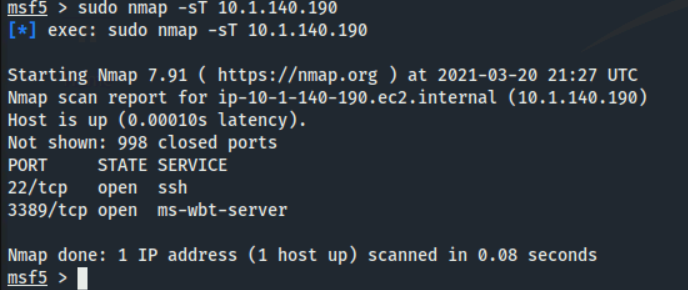 msf5 > sudo nmap -sT 10.1.140.190
[*] exec: sudo nmap -sT 10.1.140.190
Starting Nmap 7.91 ( https://nmap.org ) at 2021-03-20 21:27 UTC
Nmap scan report for ip-10-1-140-190.ec2.internal (10.1.140.190)
Host is up (0.00010s latency).
Not shown: 998 closed ports
PORT     STATE SERVICE
22/tcp   open  ssh
3389/tcp open  ms-wbt-server
Nmap done: 1 IP address (1 host up) scanned in 0.08 seconds
msf5 >